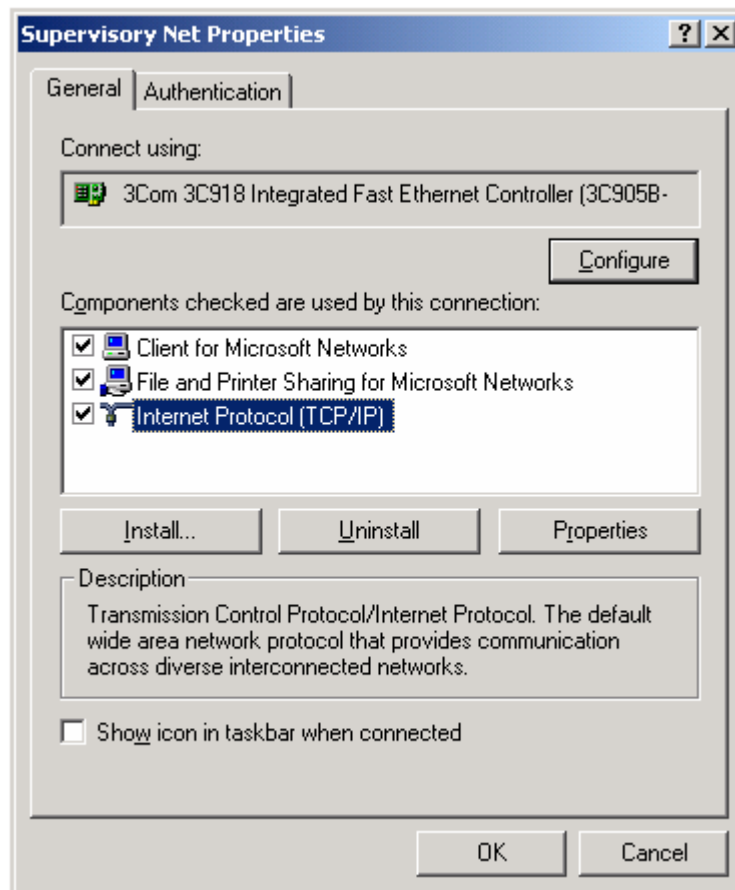 Supervisory Net Properties
General
Authentication
Connect using:
3Com 3C918 Integrated Fast Ethernet Controller (3C905B-
Configure
Components checked are used by this connection:
Client for Microsoft Networks
File and Printer Sharing for Microsoft Networks
Internet Protocol (TCP/IP)
Install...
Uninstall
Properties
Description
Transmission Control Protocol/Internet Protocol. The default
wide area network protocol that provides communication
across diverse interconnected networks.
Show icon in taskbar when connected
OK
Cancel